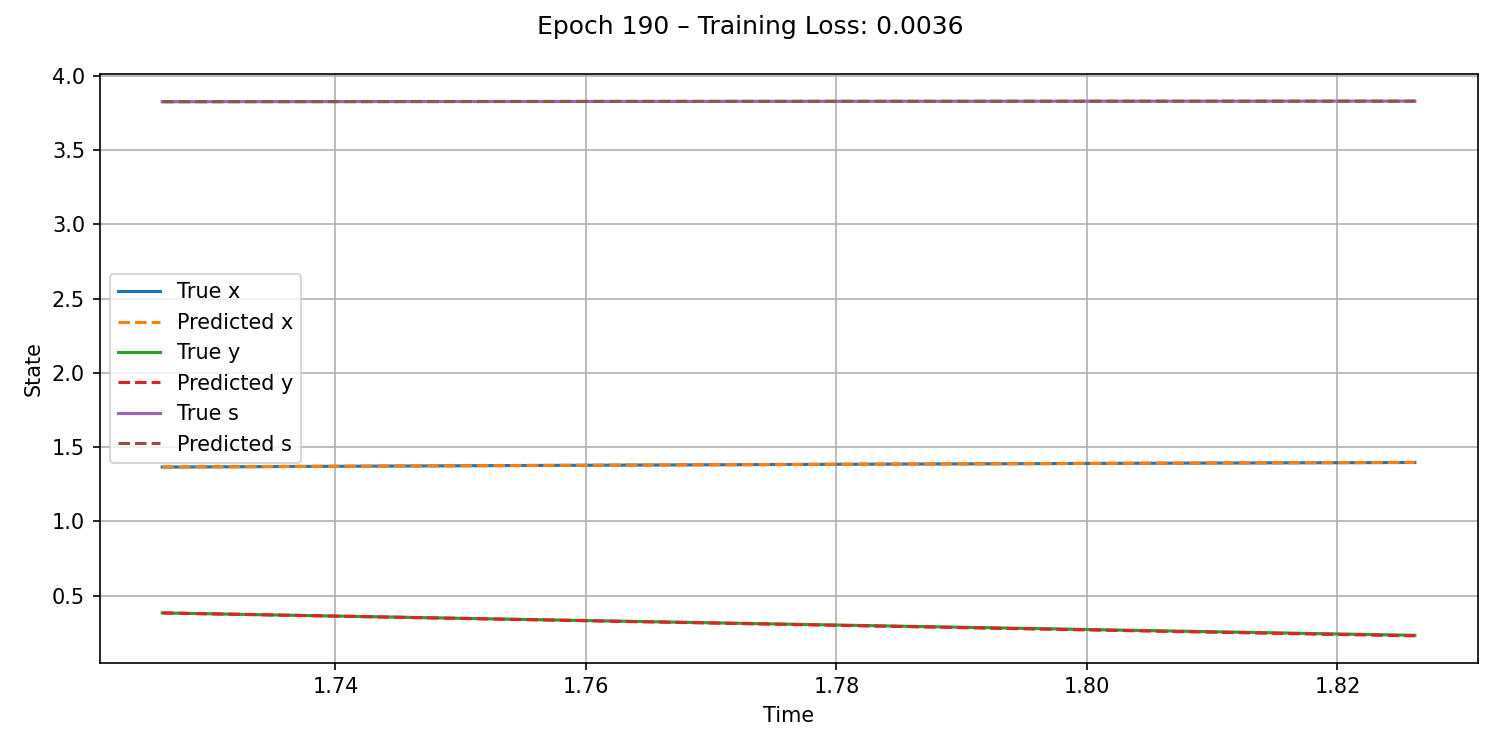 Epoch 190 – Training Loss: 0.0036
4.0
3.5
3.0
2.5
2.0
1.5
1.0
0.5
State
True x
Predicted x
True y
Predicted y
True s
Predicted s
1.74
1.76
1.78
1.80
1.82
Time